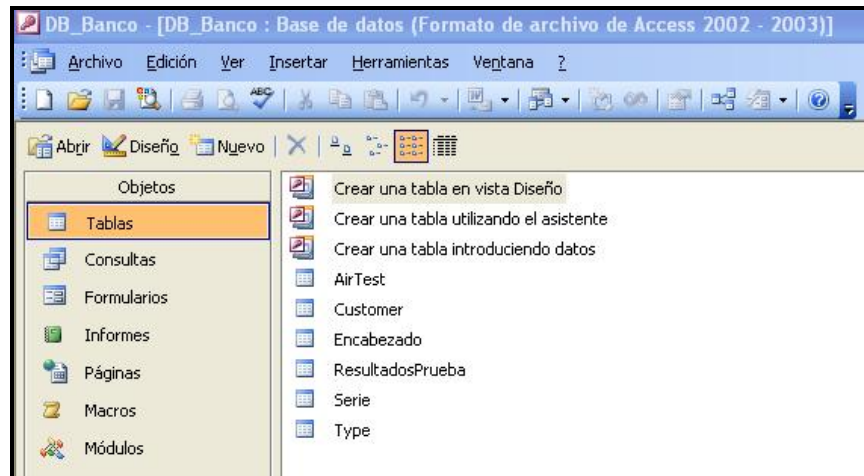 DB_Banco - [DB_Banco : Base de datos (Formato de archivo de Access 2002 - 2003)]
Archivo Edición Ver Insertar Herramientas Ventana ?
ABC
Abrir Diseño Nuevo
Objetos
Tablas
Consultas
Formularios
Informes
Páginas
Macros
Módulos
Crear una tabla en vista Diseño
Crear una tabla utilizando el asistente
Crear una tabla introduciendo datos
AirTest
Customer
Encabezado
ResultadosPrueba
Serie
Type